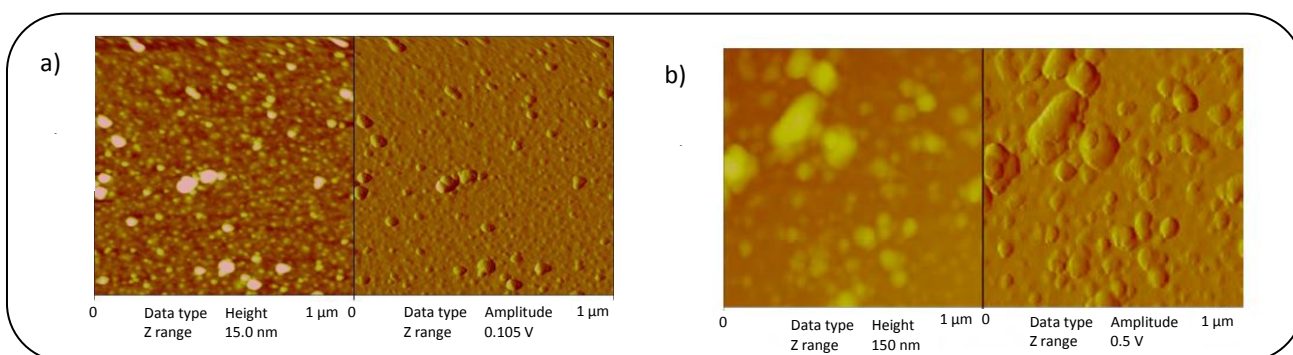 a)
0 Data type Height 1 µm
Z range 15.0 nm
0 Data type Amplitude 1 µm
Z range 0.105 V
b)
0 Data type Height 1 µm
Z range 150 nm
0 Data type Amplitude 1 µm
Z range 0.5 V